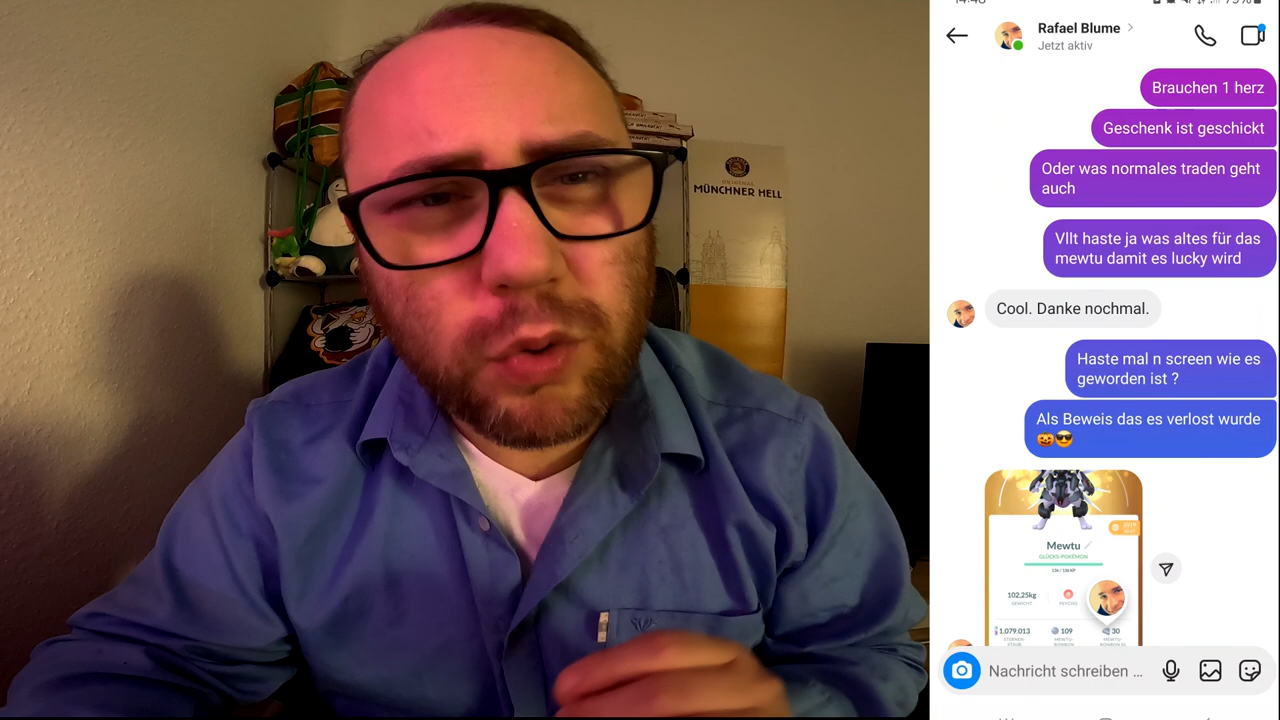 MÜNCHNER HELL
Rafael Blume
Jetzt aktiv
Brauchen 1 herz
Geschenk ist geschickt
Oder was normales traden geht
auch
Vllt haste ja was altes für das
mewtu damit es lucky wird
Cool. Danke nochmal.
Haste mal n screen wie es
geworden ist ?
Als Beweis das es verlost wurde
🎃😎
Mewtu
GLÜCKS-POKÉMON
102,25kg
GEWICHT
PSYCHO
1.079.013
109
30
Nachricht schreiben ...